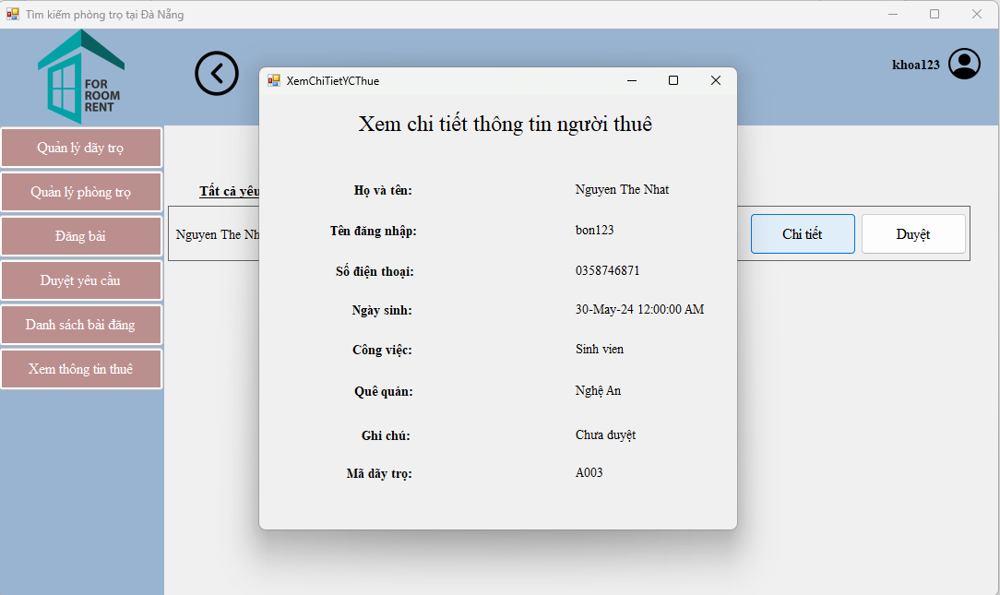 Tìm kiếm phòng trọ tại Đà Nẵng
FOR
ROOM
RENT
khoa123
Quản lý dãy trọ
Quản lý phòng trọ
Đăng bài
Duyệt yêu cầu
Danh sách bài đăng
Xem thông tin thuê
Tất cả
Nguyen The
Chi tiết
Duyệt
XemChiTietYCThue
Xem chi tiết thông tin người thuê
Họ và tên: Nguyen The Nhat
Tên đăng nhập: bon123
Số điện thoại: 0358746871
Ngày sinh: 30-May-24 12:00:00 AM
Công việc: Sinh vien
Quê quán: Nghệ An
Ghi chú: Chưa duyệt
Mã dãy trọ: A003